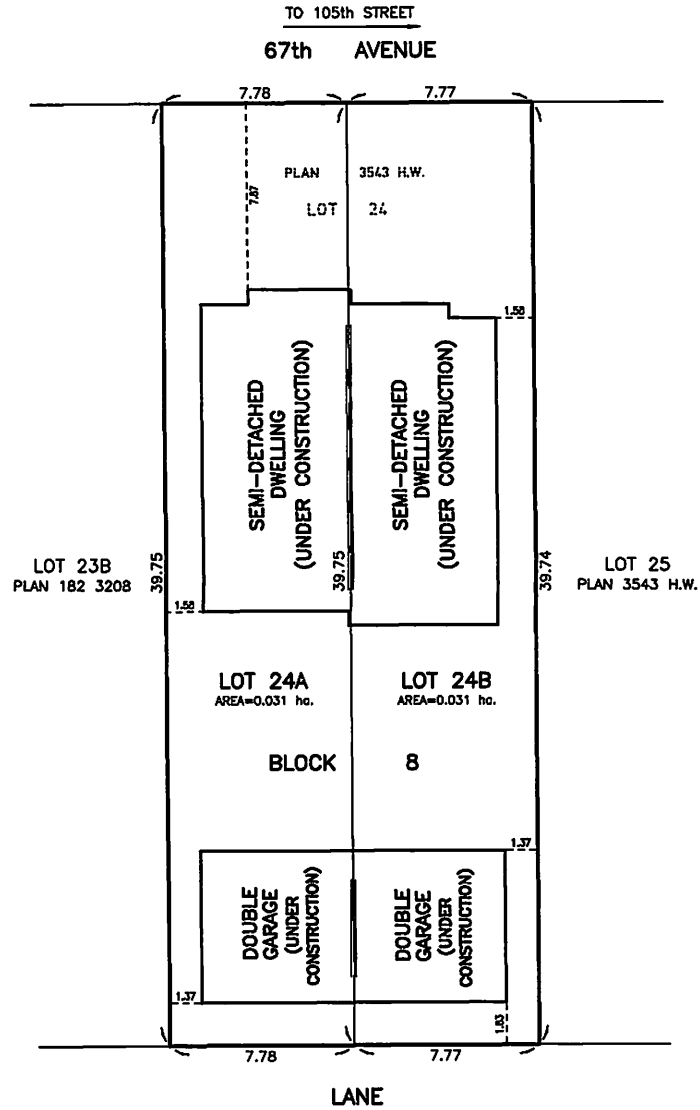 TO 105th STREET
67th AVENUE
7.78 7.77
PLAN 3543 H.W.
7.87
LOT 24
1.58
SEMI-DETACHED
DWELLING
(UNDER CONSTRUCTION)
SEMI-DETACHED
DWELLING
(UNDER CONSTRUCTION)
LOT 23B
PLAN 182 3208
39.75
39.75
39.74
LOT 25
PLAN 3543 H.W.
1.58
LOT 24A
AREA=0.031 ha.
LOT 24B
AREA=0.031 ha.
BLOCK 8
1.37
DOUBLE
GARAGE
(UNDER
CONSTRUCTION)
DOUBLE
GARAGE
(UNDER
CONSTRUCTION)
1.37
1.83
7.78 7.77
LANE